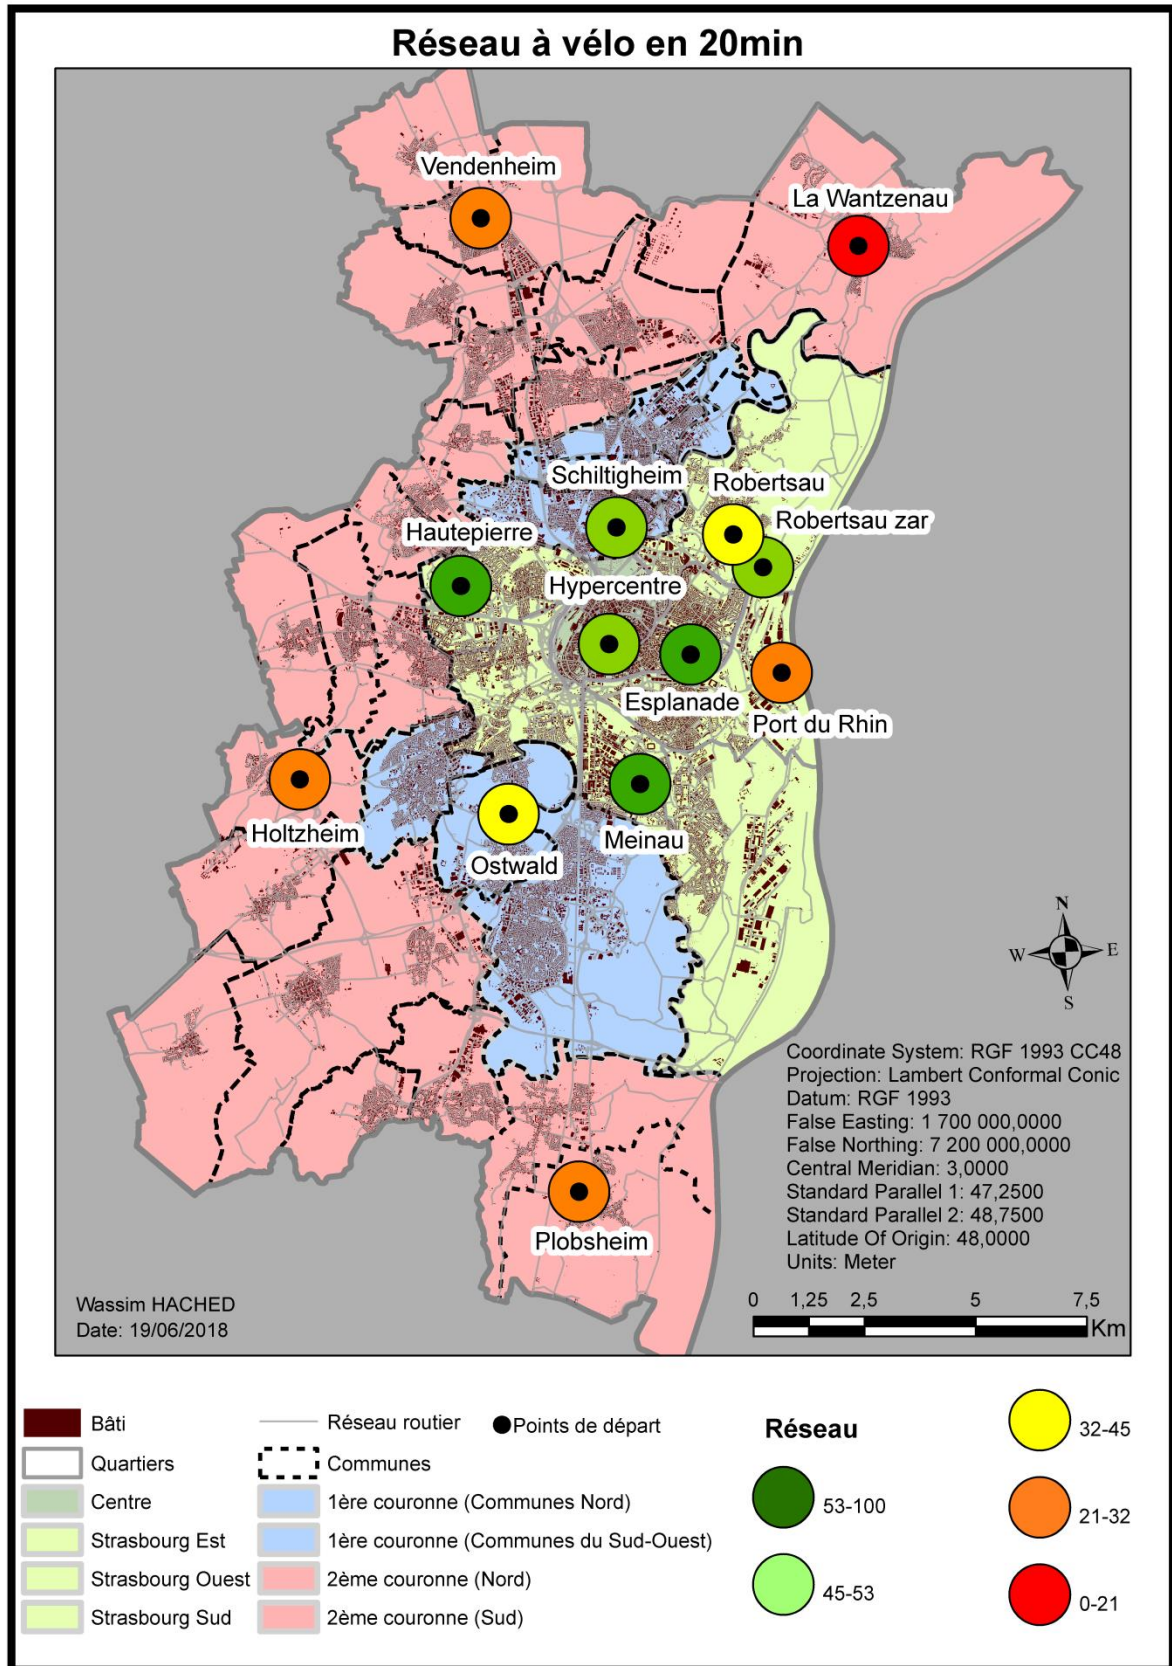 Réseau à vélo en 20min
Vendenheim
La Wantzenau
Schiltigheim
Robertsau
Robertsau zar
Hautepierre
Hypercentre
Esplanade
Port du Rhin
Holtzheim
Ostwald
Meinau
Plobsheim
N
W
E
S
Coordinate System: RGF 1993 CC48
Projection: Lambert Conformal Conic
Datum: RGF 1993
False Easting: 1 700 000,0000
False Northing: 7 200 000,0000
Central Meridian: 3,0000
Standard Parallel 1: 47,2500
Standard Parallel 2: 48,7500
Latitude Of Origin: 48,0000
Units: Meter
Wassim HACHED
Date: 19/06/2018
0 1,25 2,5 5 7,5
Km
Bâti
Quartiers
Centre
Strasbourg Est
Strasbourg Ouest
Strasbourg Sud
Réseau routier
Points de départ
Communes
1ère couronne (Communes Nord)
1ère couronne (Communes du Sud-Ouest)
2ème couronne (Nord)
2ème couronne (Sud)
Réseau
53-100
45-53
32-45
21-32
0-21